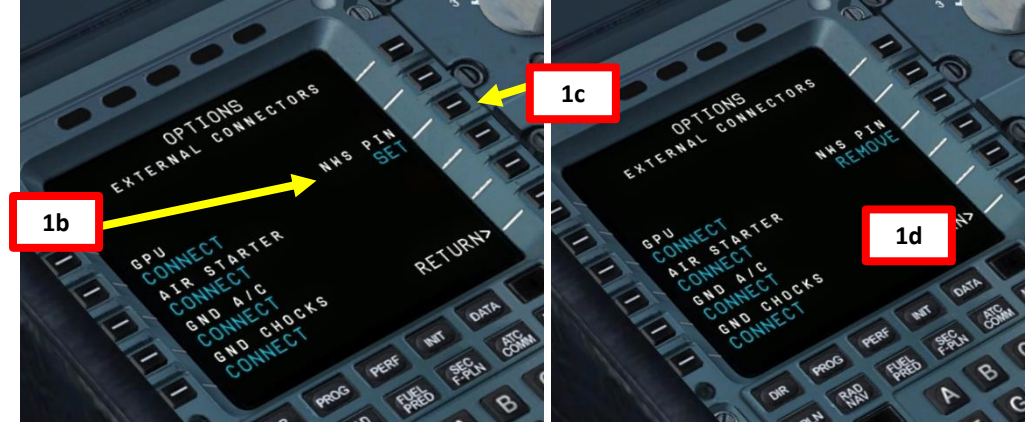 OPTIONS
EXTERNAL CONNECTORS
NWS PIN
SET
GPU
CONNECT
AIR STARTER
CONNECT
GND A/C
CONNECT
GND CHOCKS
CONNECT
RETURN>
PROG
PERF
INIT
DATA
FUEL
PRED
SEC
F-PLN
ATC
COMM
B
1b
1c
3
OPTIONS
EXTERNAL CONNECTORS
NWS PIN
REMOVE
GPU
CONNECT
AIR STARTER
CONNECT
GND A/C
CONNECT
GND CHOCKS
CONNECT
N>
DIR
PROG
PERF
INIT
DATA
RAD
NAV
FUEL
PRED
SEC
F-PLN
ATC
COMM
PLN
A
B
C
1d
3